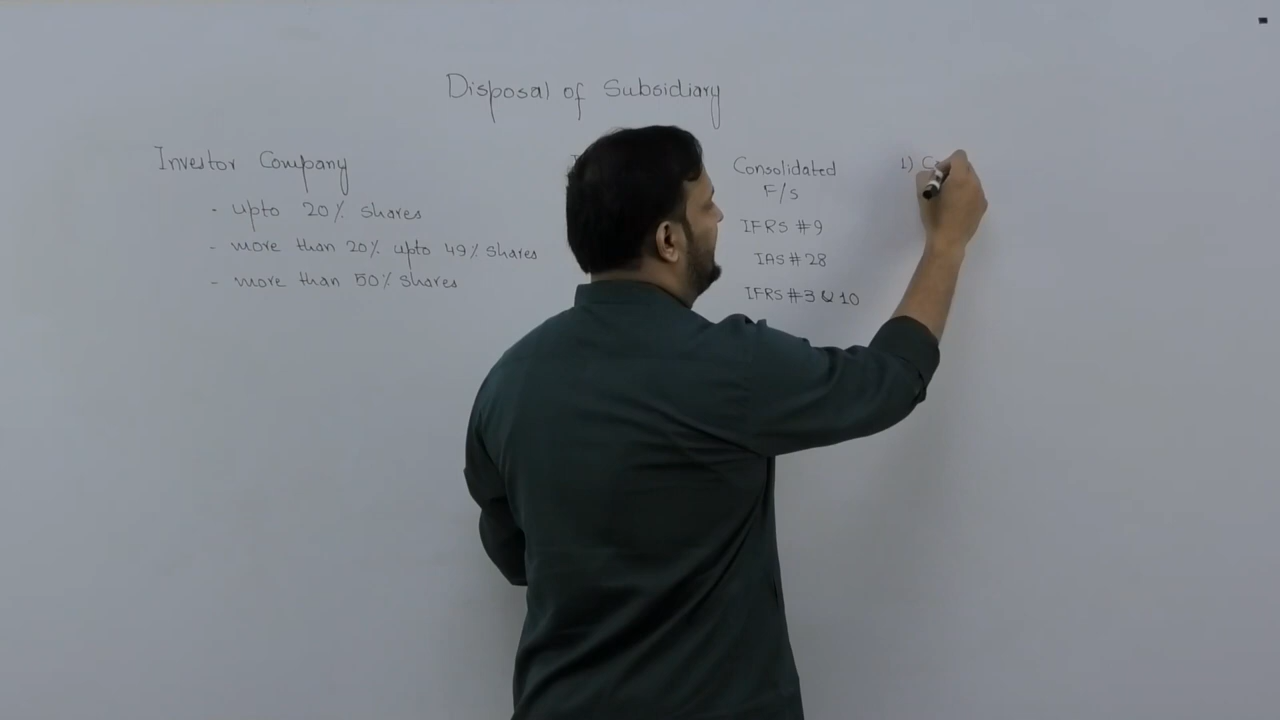 Disposal of Subsidiary
Investor Company
- upto 20% shares
- more than 20% upto 49% shares
- more than 50% shares
Consolidated
F/s
IFRS #9
IAS #28
IFRS #3 & 10
1)